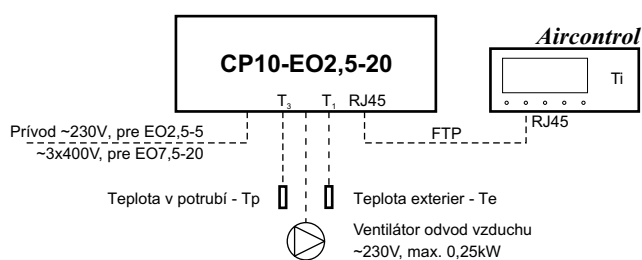 Aircontrol
CP10-EO2,5-20
Ti
T3 T1 RJ45
RJ45
Prívod ~230V, pre EO2,5-5
FTP
~3x400V, pre EO7,5-20
Teplota v potrubí - Tp
Teplota exterier - Te
Ventilátor odvod vzduchu
~230V, max. 0,25kW